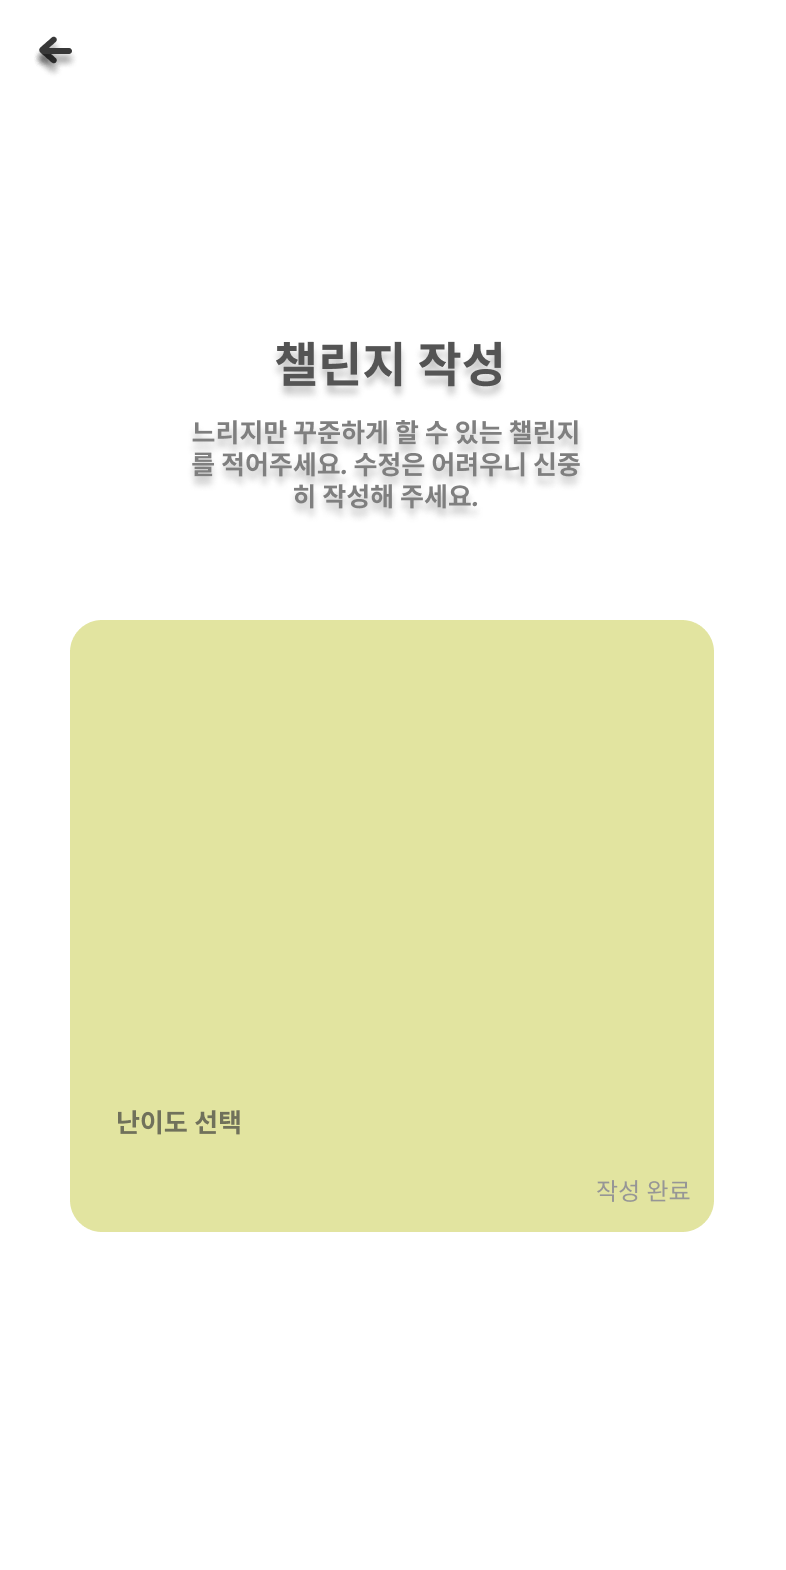 챌린지 작성
느리지만 꾸준하게 할 수 있는 챌린지
를 적어주세요. 수정은 어려우니 신중
히 작성해 주세요.
난이도 선택
작성 완료